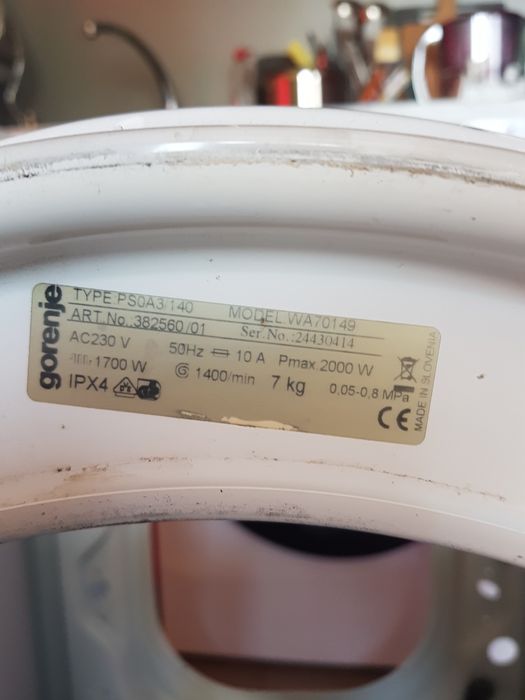 gorenje
TYPE PS0A3/140 MODEL WA70149
ART.No. 382560/01 Ser.No.:24430414
AC230 V 50Hz 10 A Pmax.2000 W
1700 W 1400/min 7 kg 0,05-0,8 MPa
IPX4 CE
MADE IN SLOVENIA